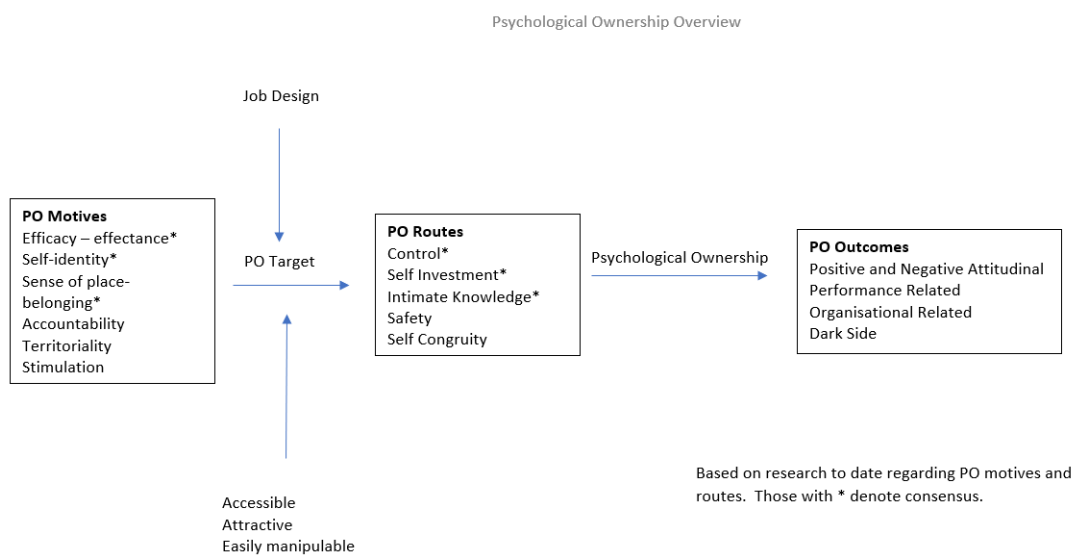 Psychological Ownership Overview
Job Design
PO Motives
Efficacy – effectance*
Self-identity*
Sense of place-
belonging*
Accountability
Territoriality
Stimulation
PO Target
PO Routes
Control*
Self Investment*
Intimate Knowledge*
Safety
Self Congruity
Psychological Ownership
PO Outcomes
Positive and Negative Attitudinal
Performance Related
Organisational Related
Dark Side
Accessible
Attractive
Easily manipulable
Based on research to date regarding PO motives and
routes.  Those with * denote consensus.